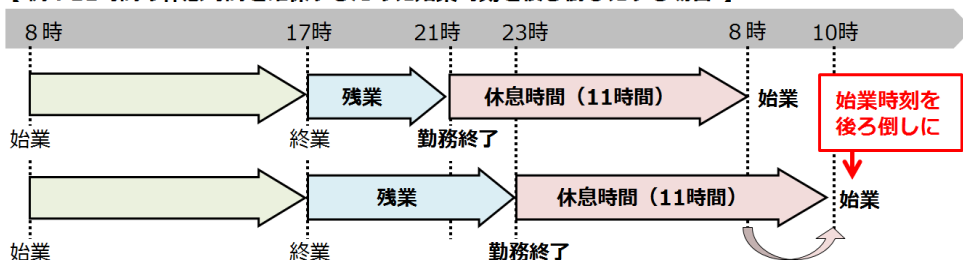 8時 17時 21時 23時 8時 10時
残業 休息時間（11時間） 始業
始業時刻を
後ろ倒しに
始業 終業 勤務終了
残業 休息時間（11時間） 始業
始業 終業 勤務終了